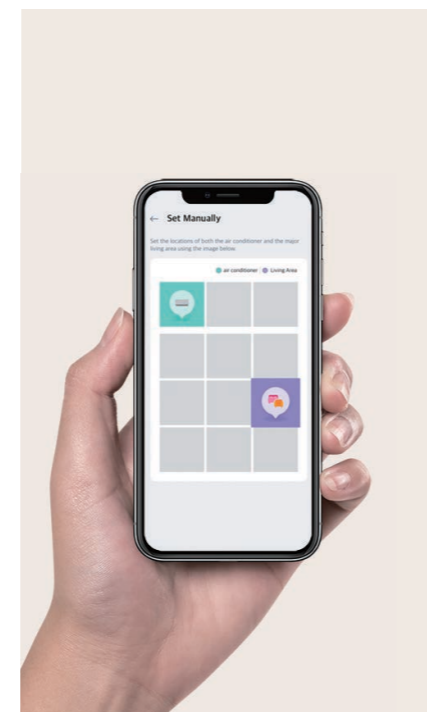 ← Set Manually
Set the locations of both the air conditioner and the major
living area using the image below.
air conditioner Living Area